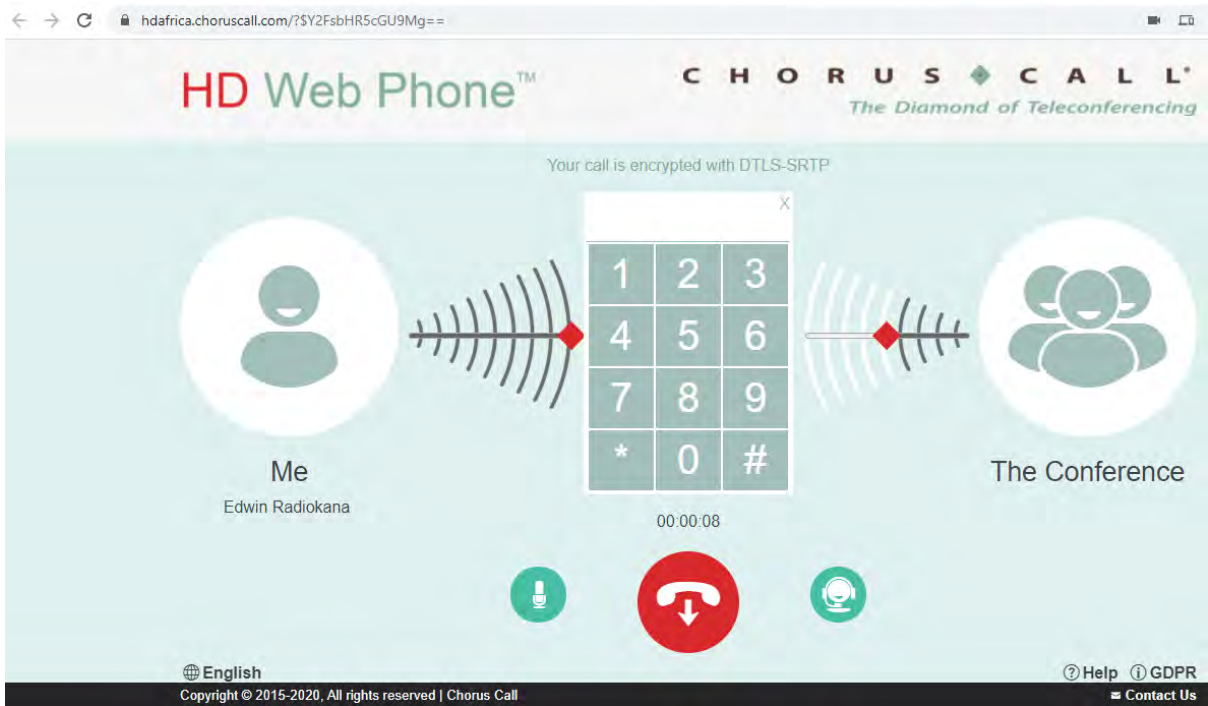 hdafrica.choruscall.com/?$Y2FsbHR5cGU9Mg==
HD Web Phone™
CHORUS CALL®
The Diamond of Teleconferencing
Your call is encrypted with DTLS-SRTP
X
1 2 3
4 5 6
7 8 9
* 0 #
Me
Edwin Radiokana
The Conference
00:00:08
English
Help
GDPR
Copyright © 2015-2020, All rights reserved | Chorus Call
Contact Us